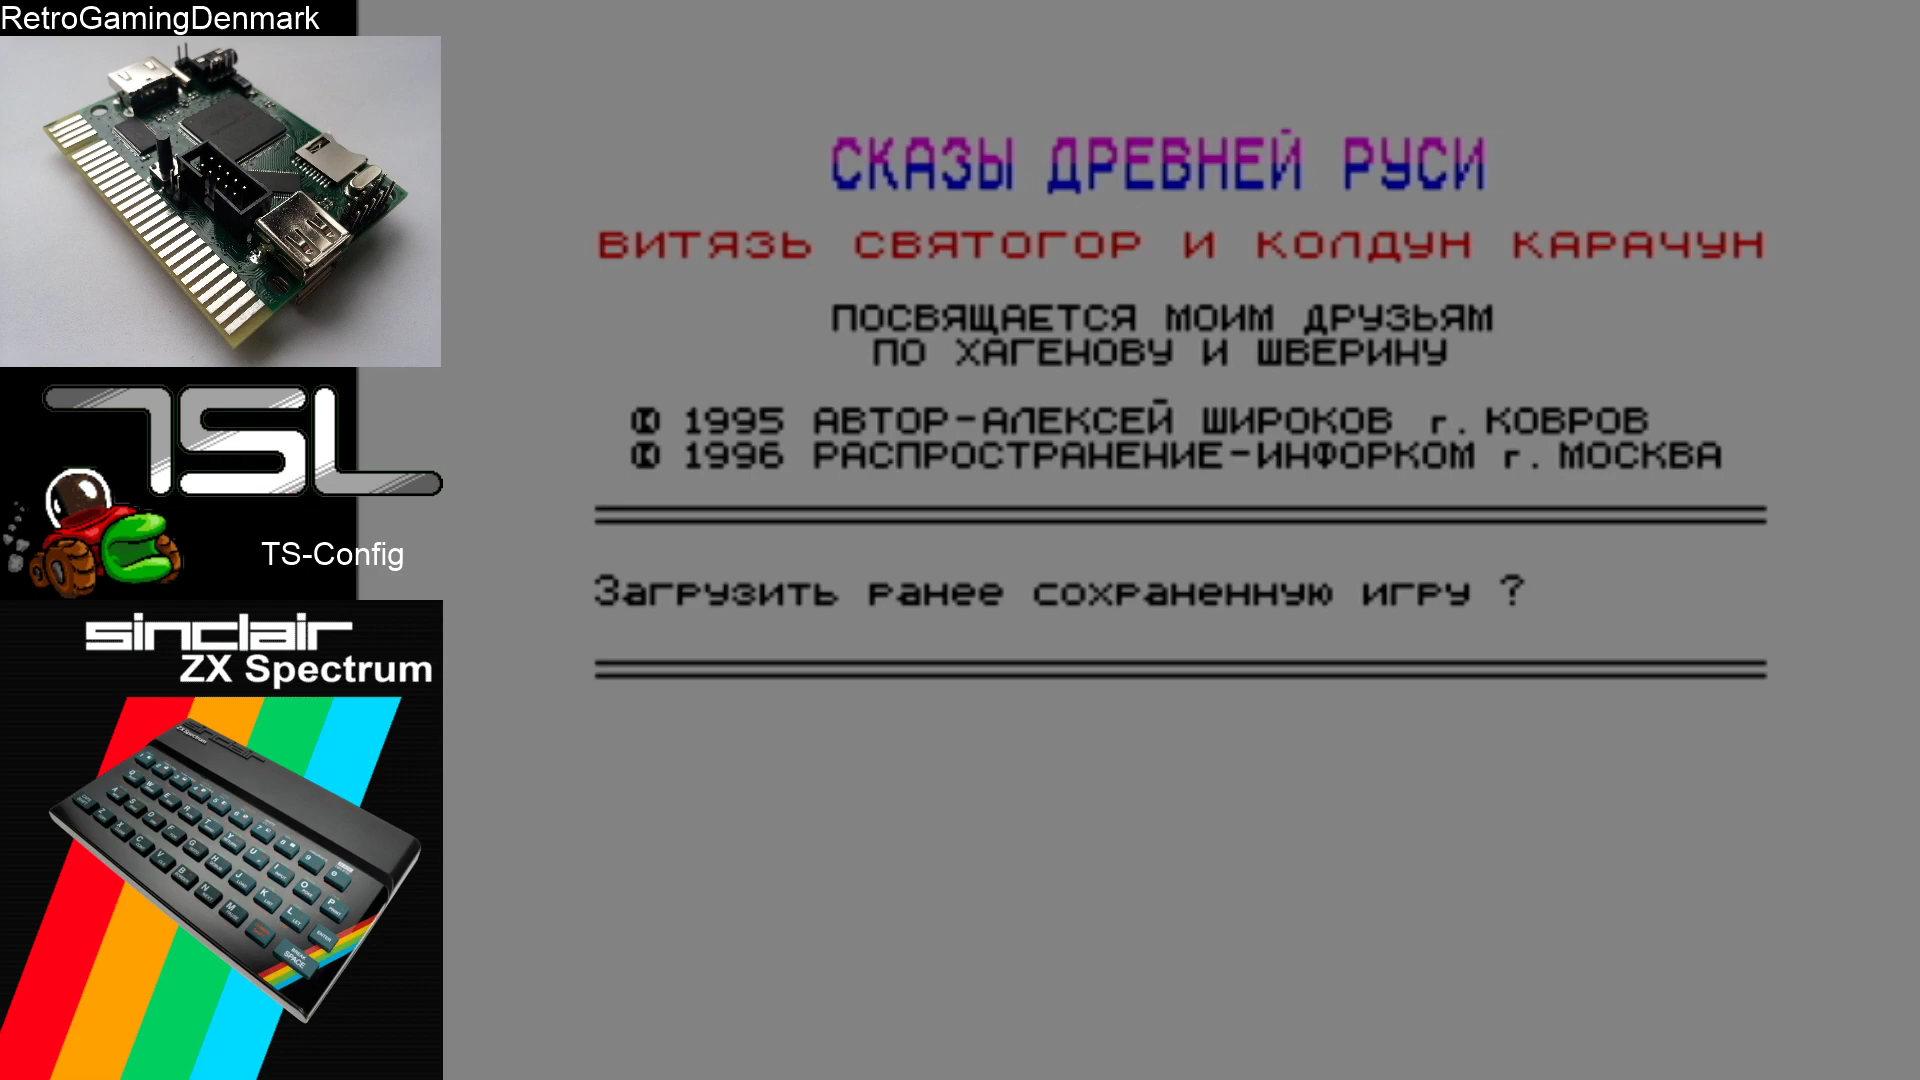 RetroGamingDenmark
TSL
TS-Config
sinclair
ZX Spectrum
СКАЗЫ ДРЕВНЕЙ РУСИ
ВИТЯЗЬ СВЯТОГОР И КОЛДУН КАРАЧУН
ПОСВЯЩАЕТСЯ МОИМ ДРУЗЬЯМ
ПО ХАГЕНОВУ И ШВЕРИНУ
© 1995 АВТОР-АЛЕКСЕЙ ШИРОКОВ г. КОВРОВ
© 1996 РАСПРОСТРАНЕНИЕ-ИНФОРКОМ г. МОСКВА
Загрузить ранее сохраненную игру ?